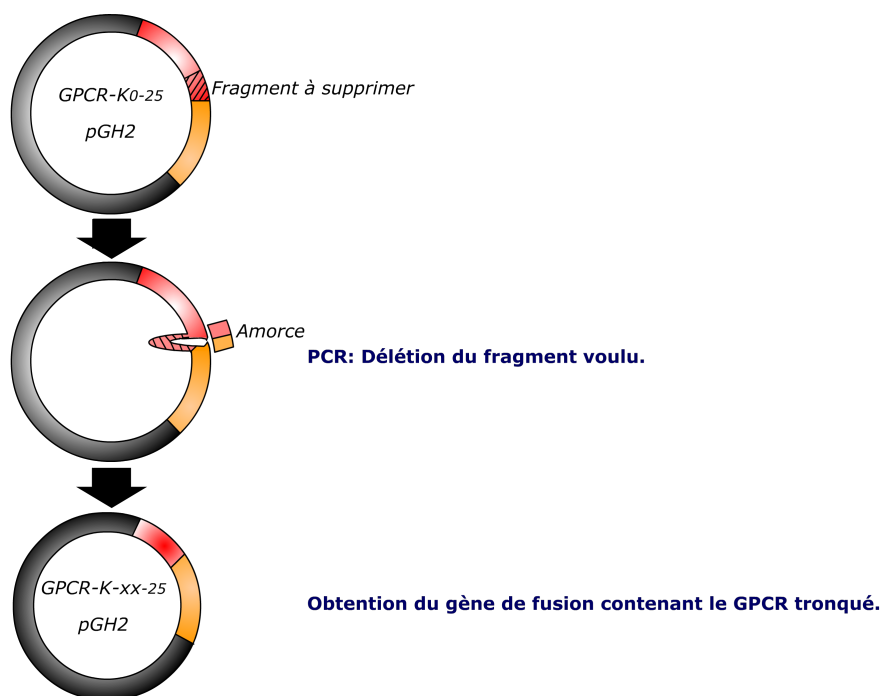 GPCR-K0-25
pGH2
Fragment à supprimer
Amorce
PCR: Délétion du fragment voulu.
GPCR-K-xx-25
pGH2
Obtention du gène de fusion contenant le GPCR tronqué.